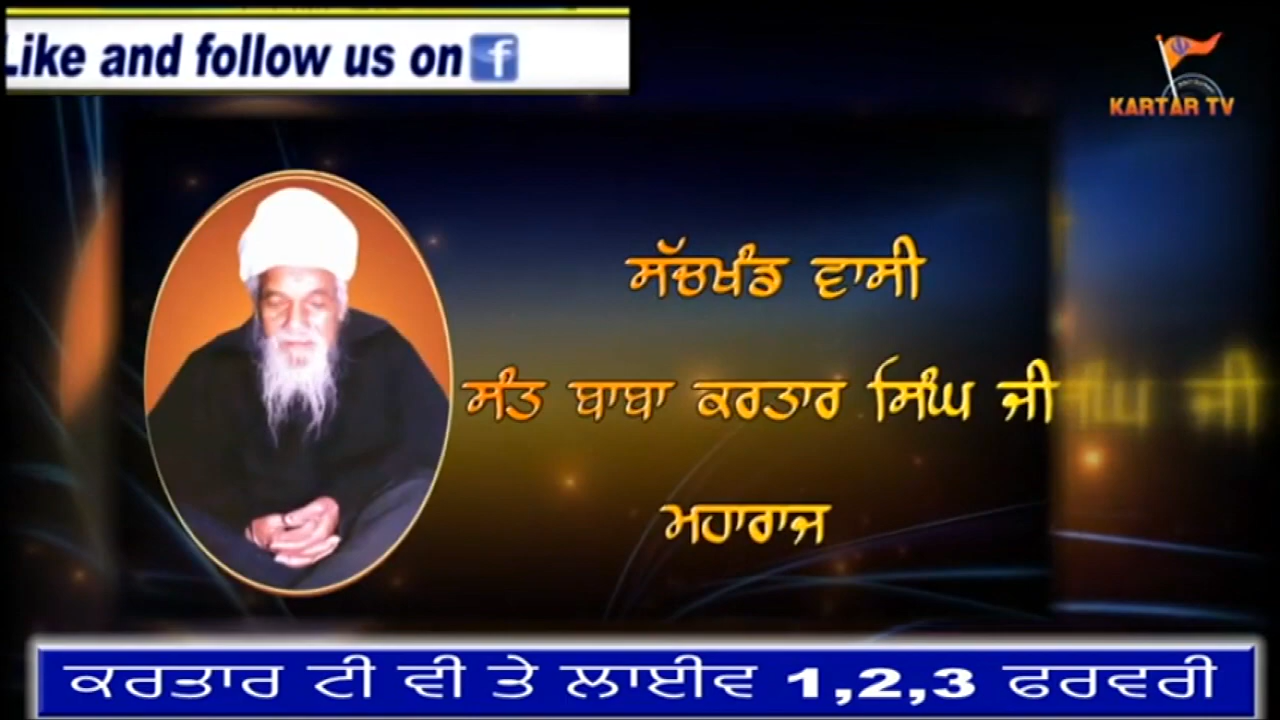 Like and follow us on f
KARTAR TV
ਸੱਚਖੰਡ ਵਾਸੀ
ਸੰਤ ਬਾਬਾ ਕਰਤਾਰ ਸਿੰਘ ਜੀ
ਮਹਾਰਾਜ
ਕਰਤਾਰ ਟੀ ਵੀ ਤੇ ਲਾਈਵ 1,2,3 ਫਰਵਰੀ